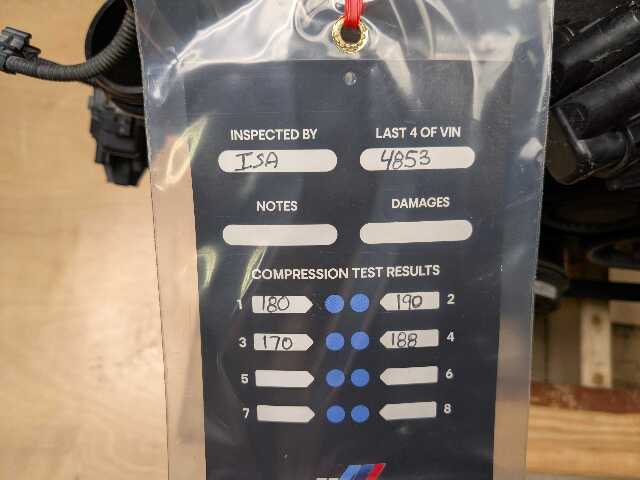 INSPECTED BY LAST 4 OF VIN
ISA 4853
NOTES DAMAGES
COMPRESSION TEST RESULTS
1 180 190 2
3 170 188 4
5 6
7 8